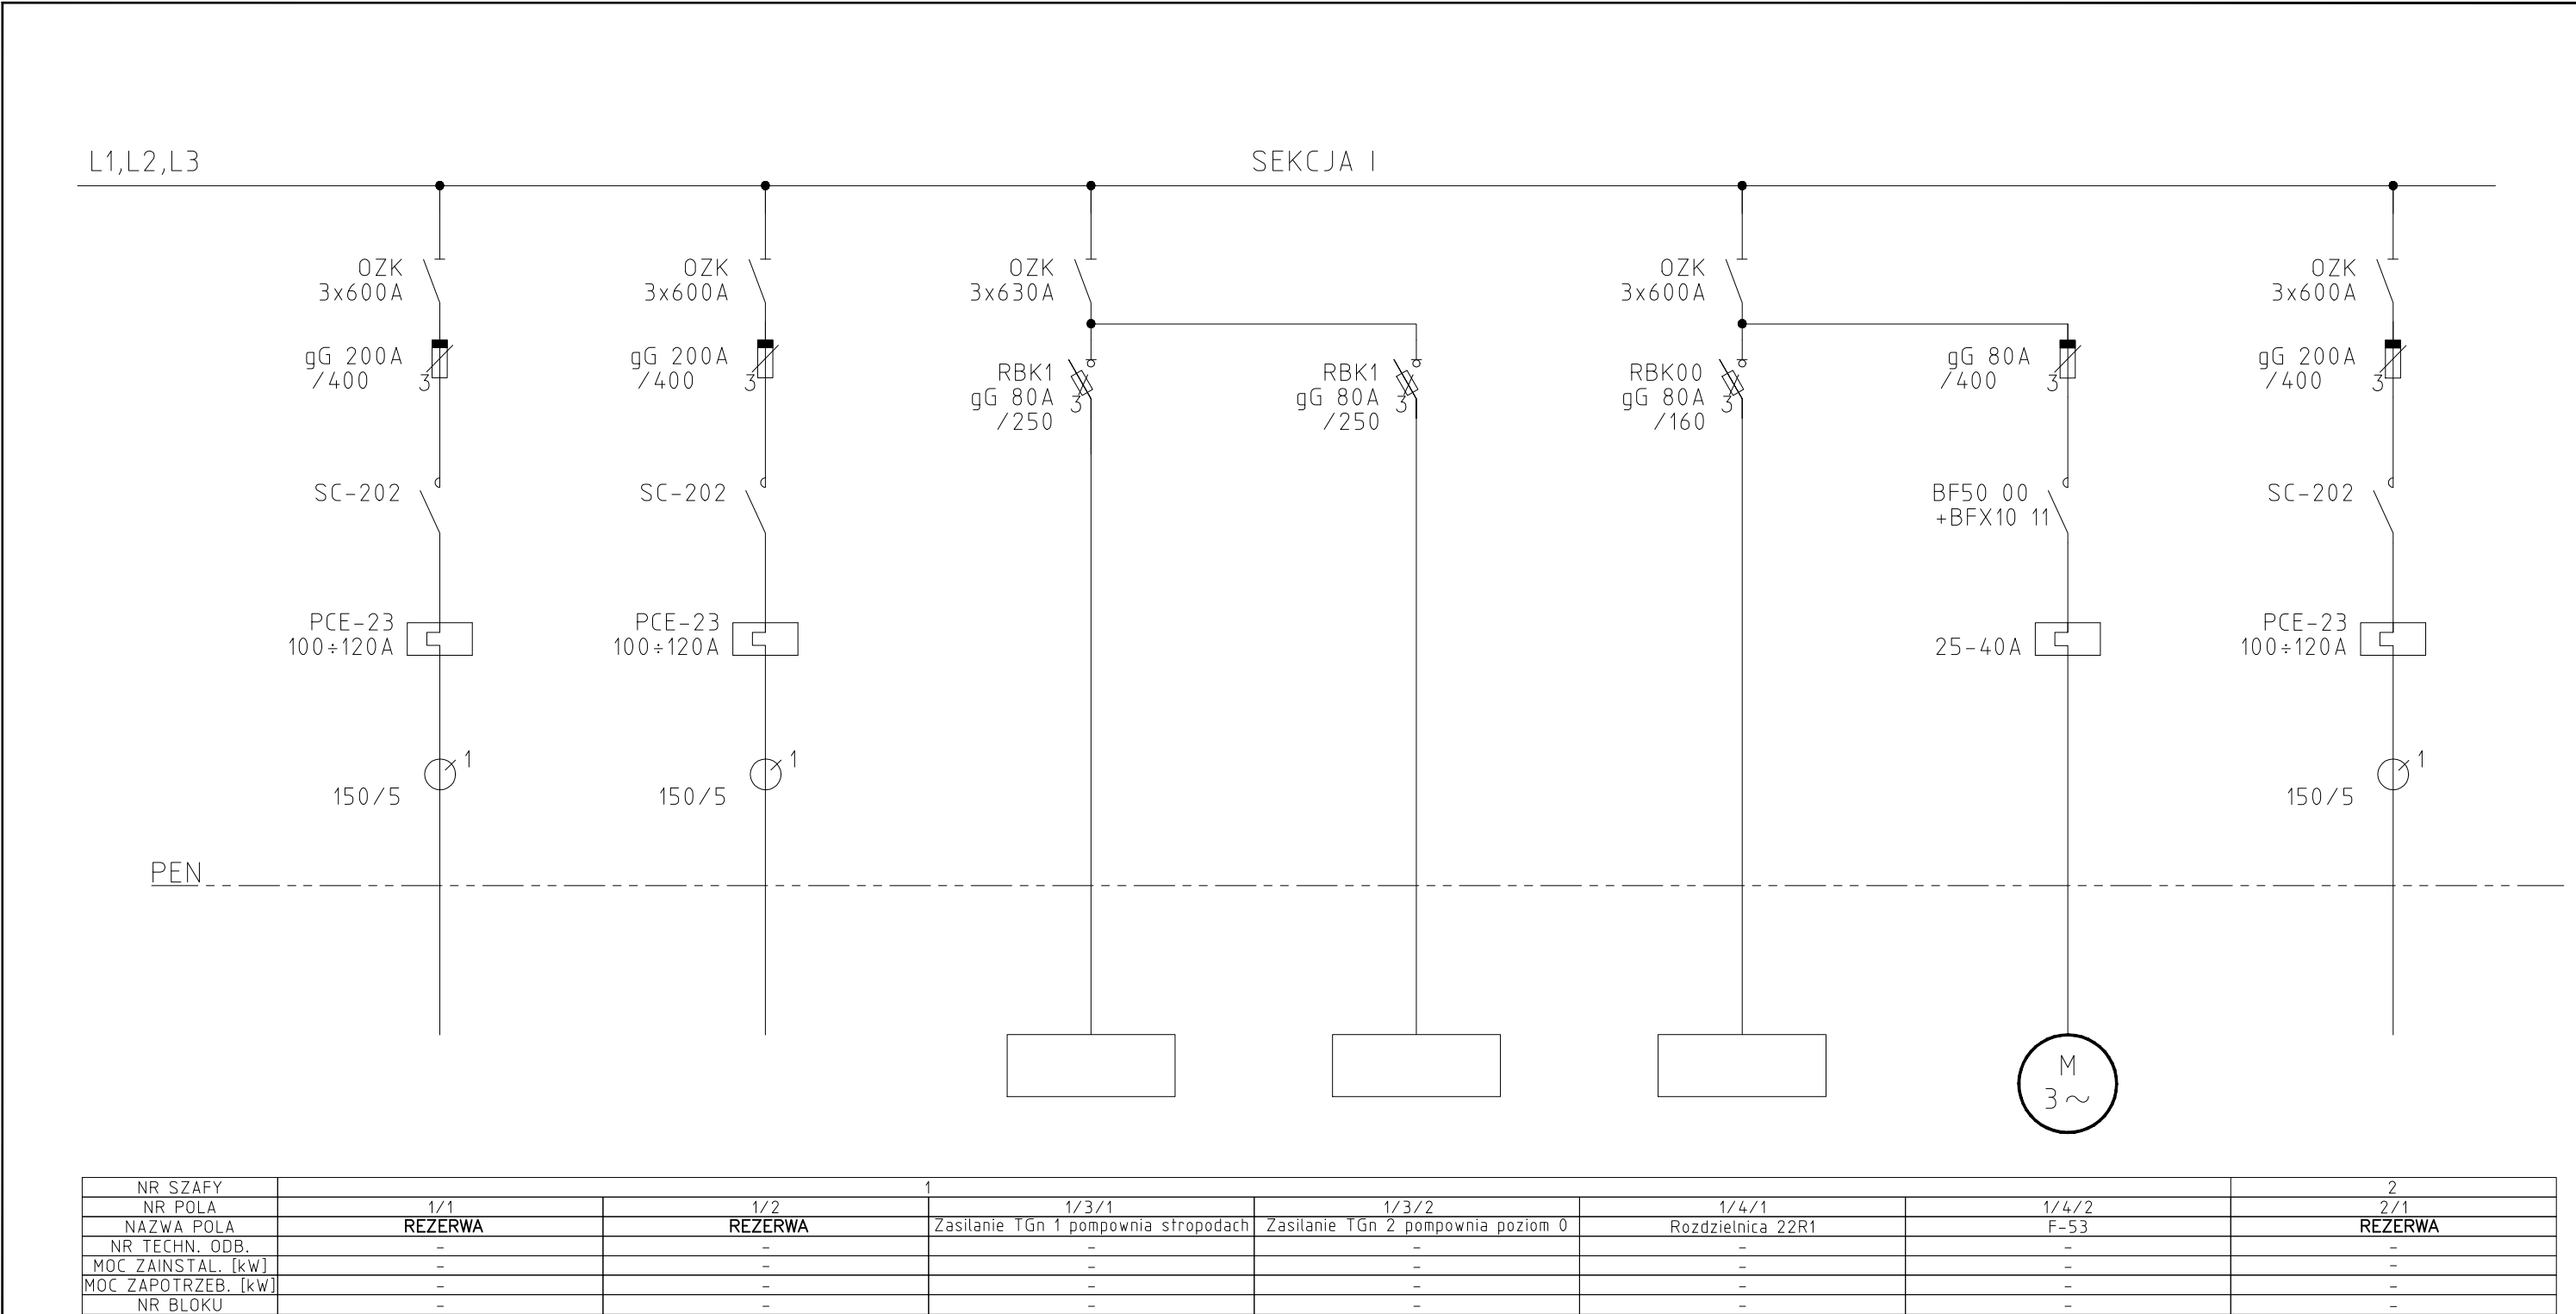 L1,L2,L3
SEKCJA I
OZK
3x600A
gG 200A
/400
3
SC-202
PCE-23
100÷120A
1
150/5
OZK
3x600A
gG 200A
/400
3
SC-202
PCE-23
100÷120A
1
150/5
OZK
3x630A
RBK1
gG 80A
/250
3
RBK1
gG 80A
/250
3
OZK
3x600A
RBK00
gG 80A
/160
3
gG 80A
/400
3
BF50 00
+BFX10 11
25-40A
M
3~
OZK
3x600A
gG 200A
/400
3
SC-202
PCE-23
100÷120A
1
150/5
PEN
NR SZAFY 1 2
NR POLA 1/1 1/2 1/3/1 1/3/2 1/4/1 1/4/2 2/1
NAZWA POLA REZERWA REZERWA Zasilanie TGn 1 pompownia stropodach Zasilanie TGn 2 pompownia poziom 0 Rozdzielnica 22R1 F-53 REZERWA
NR TECHN. ODB. - - - - - - -
MOC ZAINSTAL. [kW] - - - - - - -
MOC ZAPOTRZEB. [kW] - - - - - - -
NR BLOKU - - - - - - -